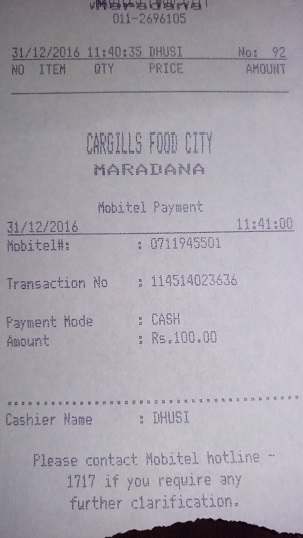 Maradana
011-2696105
31/12/2016 11:40:35 DHUSI No: 92
NO ITEM QTY PRICE AMOUNT
CARGILLS FOOD CITY
MARADANA
Mobitel Payment
31/12/2016 11:41:00
Mobitel#: : 0711945501
Transaction No : 114514023636
Payment Mode : CASH
Amount : Rs.100.00
Cashier Name : DHUSI
Please contact Mobitel hotline -
1717 if you require any
further clarification.